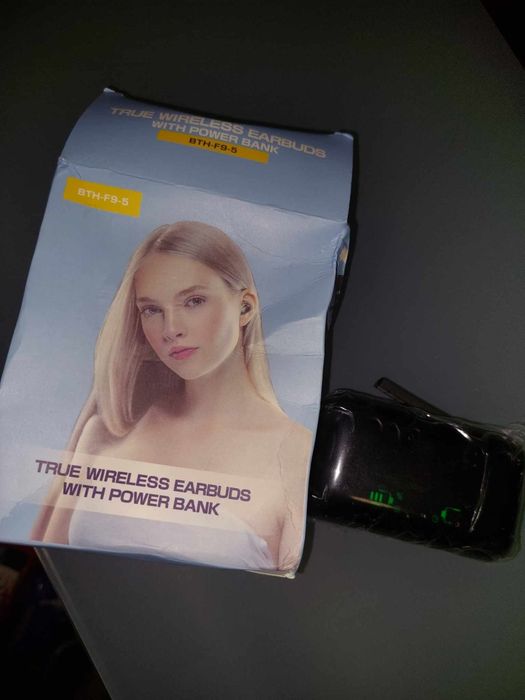 TRUE WIRELESS EARBUDS
WITH POWER BANK
BTH-F9-5
BTH-F9-5
TRUE WIRELESS EARBUDS
WITH POWER BANK